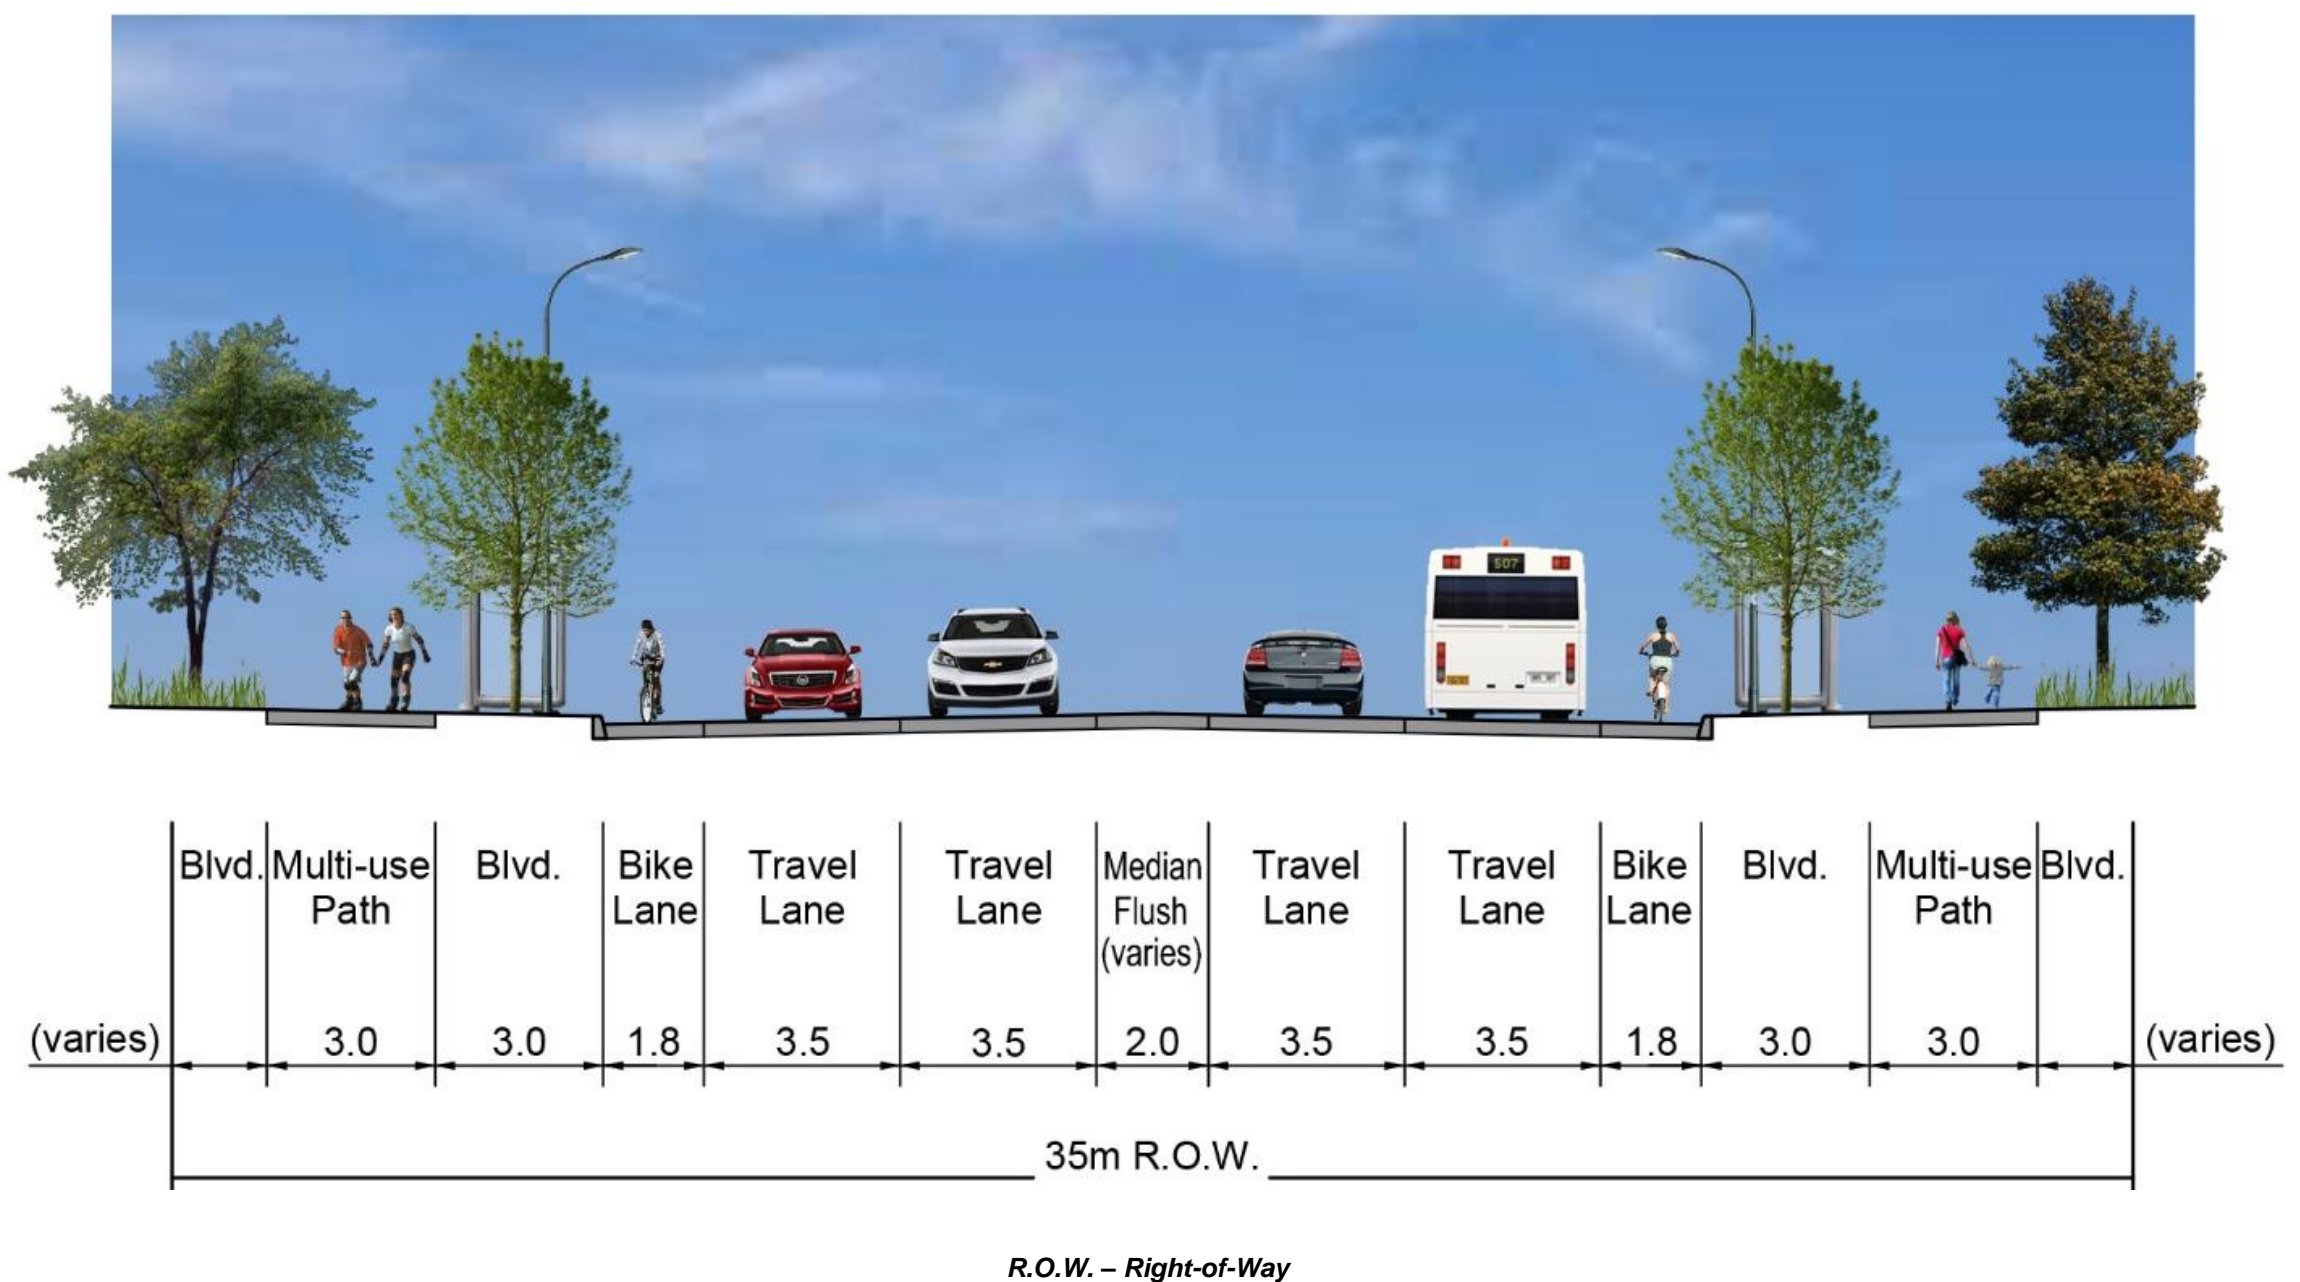 507
Blvd.
Multi-use
Path
Blvd.
Bike
Lane
Travel
Lane
Travel
Lane
Median
Flush
(varies)
Travel
Lane
Travel
Lane
Bike
Lane
Blvd.
Multi-use
Path
Blvd.
(varies)
3.0
3.0
1.8
3.5
3.5
2.0
3.5
3.5
1.8
3.0
3.0
(varies)
35m R.O.W.
R.O.W. – Right-of-Way